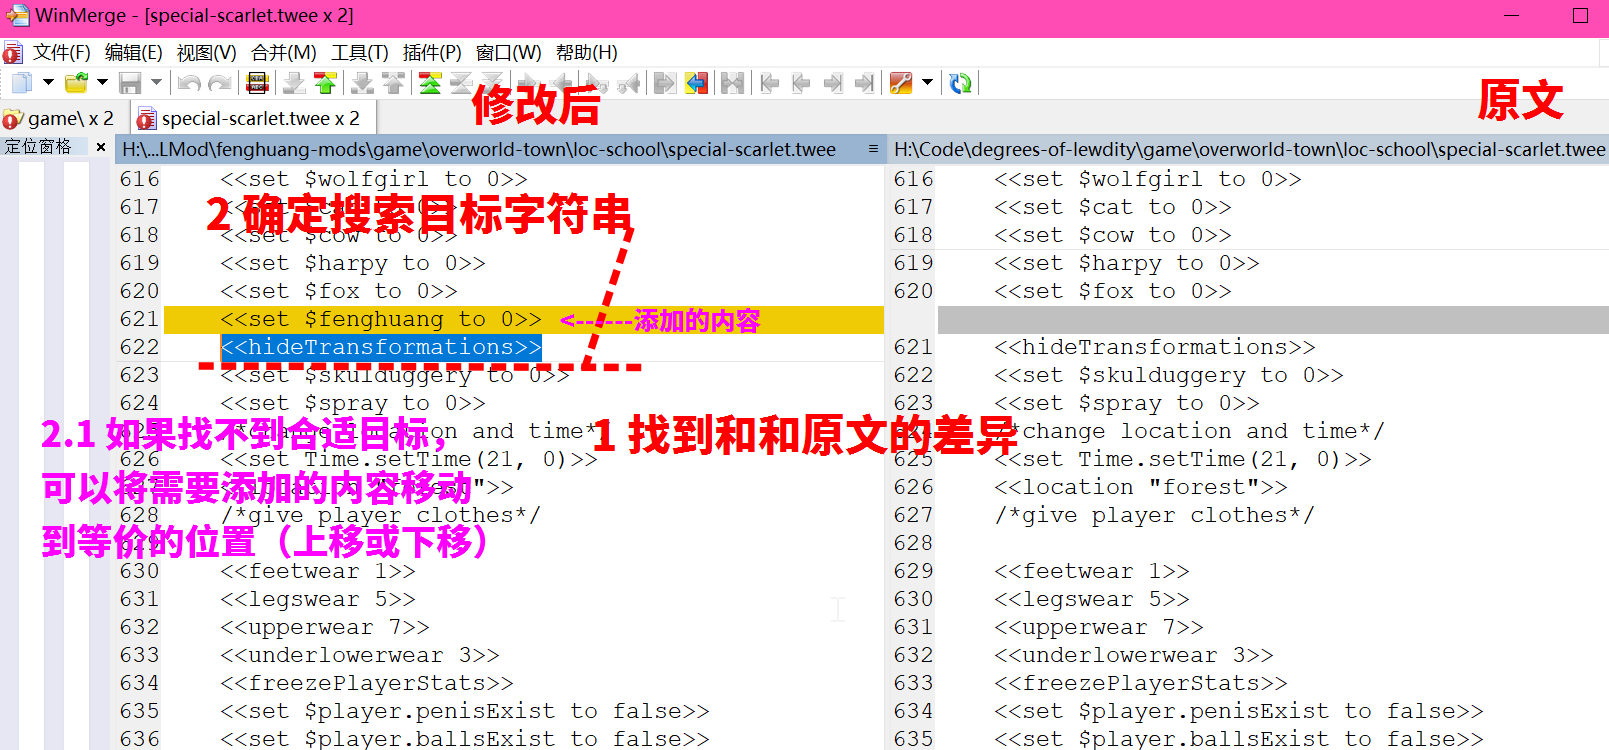 WinMerge - [special-scarlet.twee x 2]
文件(F) 编辑(E) 视图(V) 合并(M) 工具(T) 插件(P) 窗口(W) 帮助(H)
修改后
原文
game\ x 2
special-scarlet.twee x 2
定位窗格 ×
H:\...LMod\fenghuang-mods\game\overworld-town\loc-school\special-scarlet.twee
616 <<set $wolfgirl to 0>>
617
618 <<set $cow to 0>>
2 确定搜索目标字符串
619 <<set $harpy to 0>>
620 <<set $fox to 0>>
621 <<set $fenghuang to 0>> <------添加的内容
622 <<hideTransformations>>
623 <<set $skulduggery to 0>>
624 <<set $spray to 0>>
2.1 如果找不到合适目标，
可以将需要添加的内容移动
到等价的位置（上移或下移）
1 找到和和原文的差异
626 <<set Time.setTime(21, 0)>>
628 /*give player clothes*/
629
630 <<feetwear 1>>
631 <<legswear 5>>
632 <<upperwear 7>>
633 <<underlowerwear 3>>
634 <<freezePlayerStats>>
635 <<set $player.penisExist to false>>
636 <<set $player.ballsExist to false>>
H:\Code\degrees-of-lewdity\game\overworld-town\loc-school\special-scarlet.twee
616 <<set $wolfgirl to 0>>
617 <<set $cat to 0>>
618 <<set $cow to 0>>
619 <<set $harpy to 0>>
620 <<set $fox to 0>>
621 <<hideTransformations>>
622 <<set $skulduggery to 0>>
623 <<set $spray to 0>>
624 /*change location and time*/
625 <<set Time.setTime(21, 0)>>
626 <<location "forest">>
627 /*give player clothes*/
628
629 <<feetwear 1>>
630 <<legswear 5>>
631 <<upperwear 7>>
632 <<underlowerwear 3>>
633 <<freezePlayerStats>>
634 <<set $player.penisExist to false>>
635 <<set $player.ballsExist to false>>